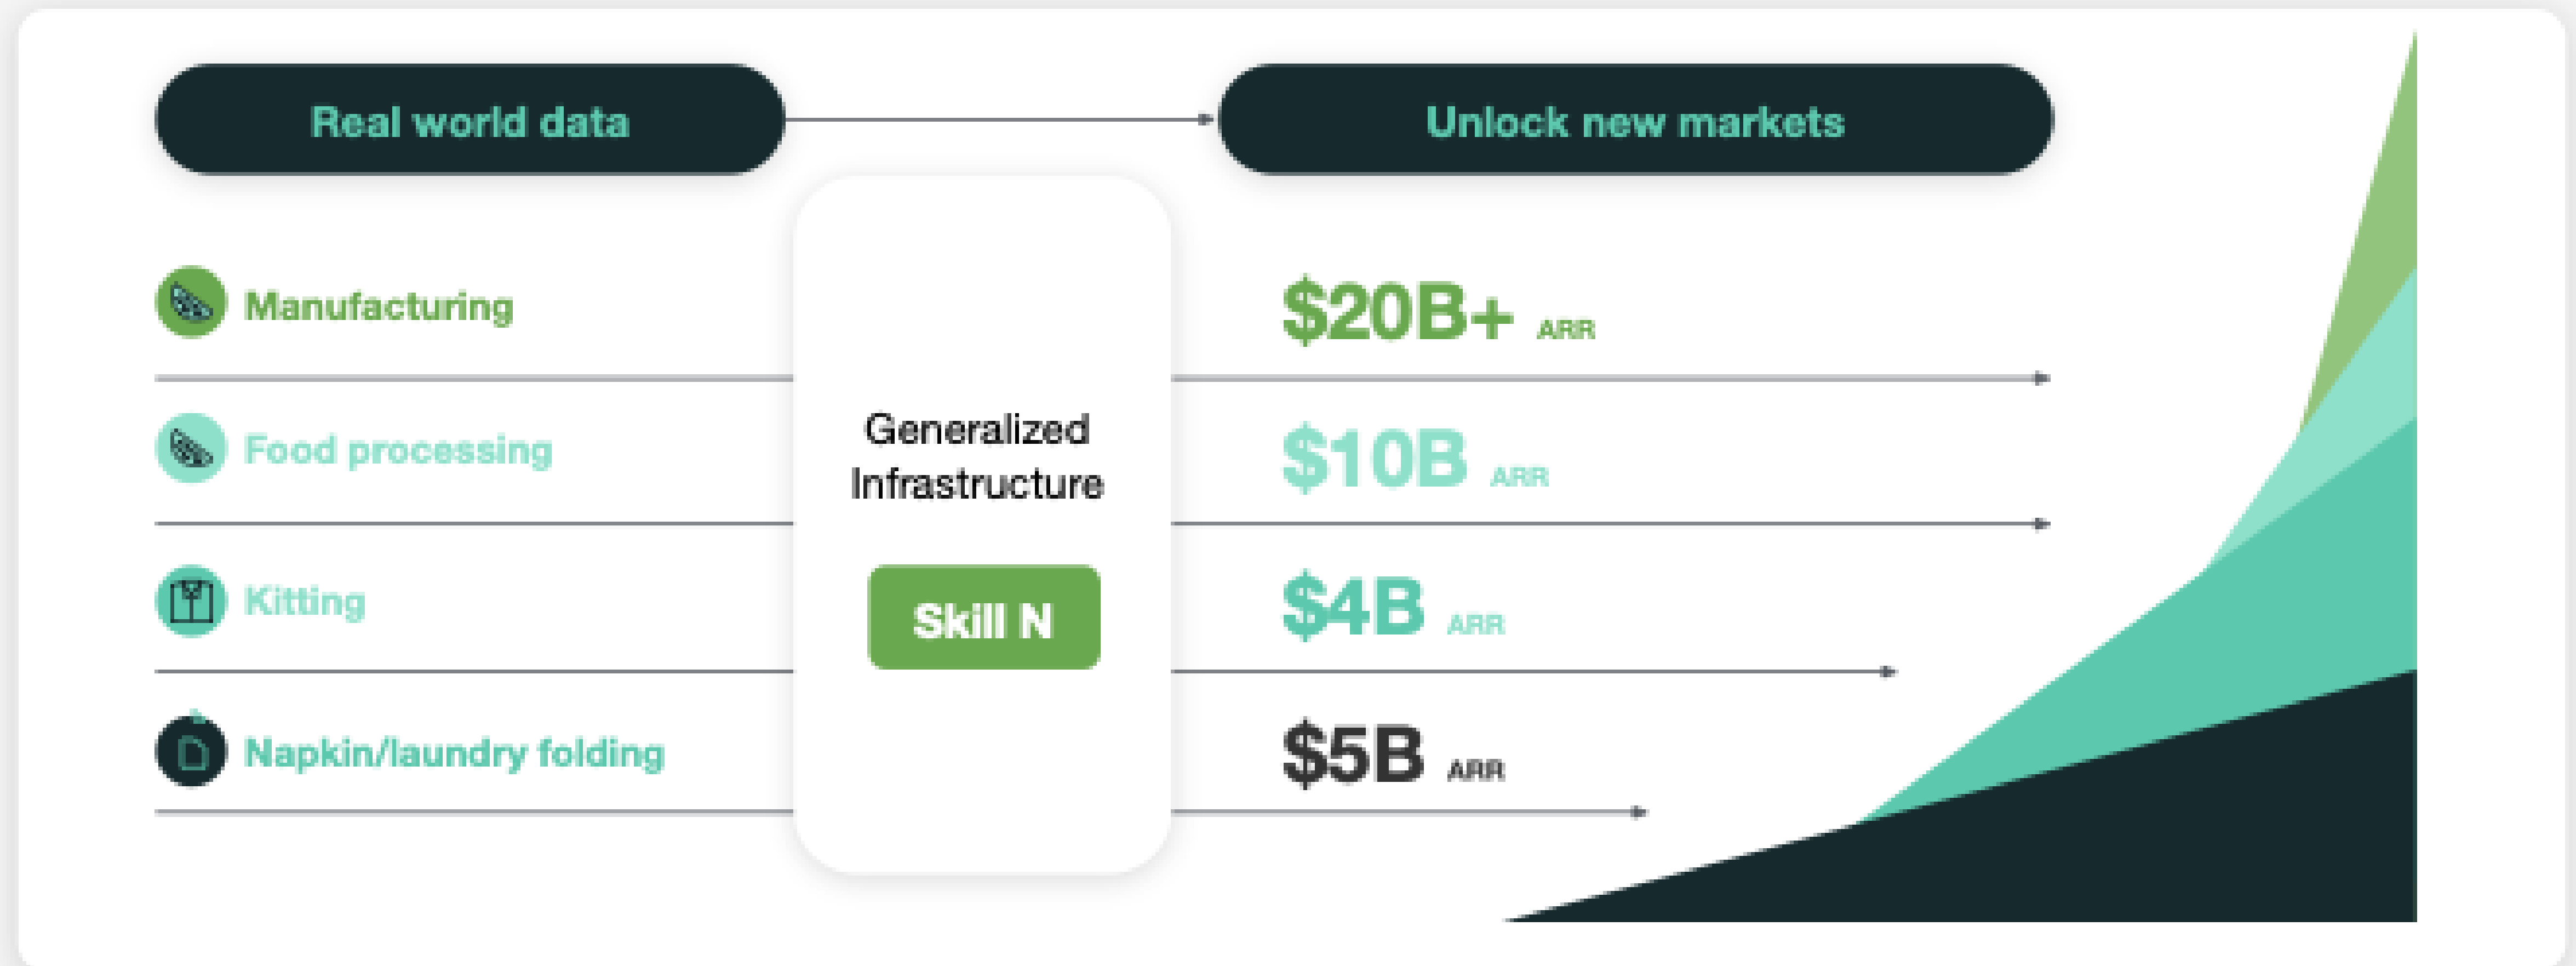 Real world data
Unlock new markets
Manufacturing
$20B+ ARR
Food processing
$10B ARR
Generalized
Infrastructure
Kitting
$4B ARR
Skill N
Napkin/laundry folding
$5B ARR